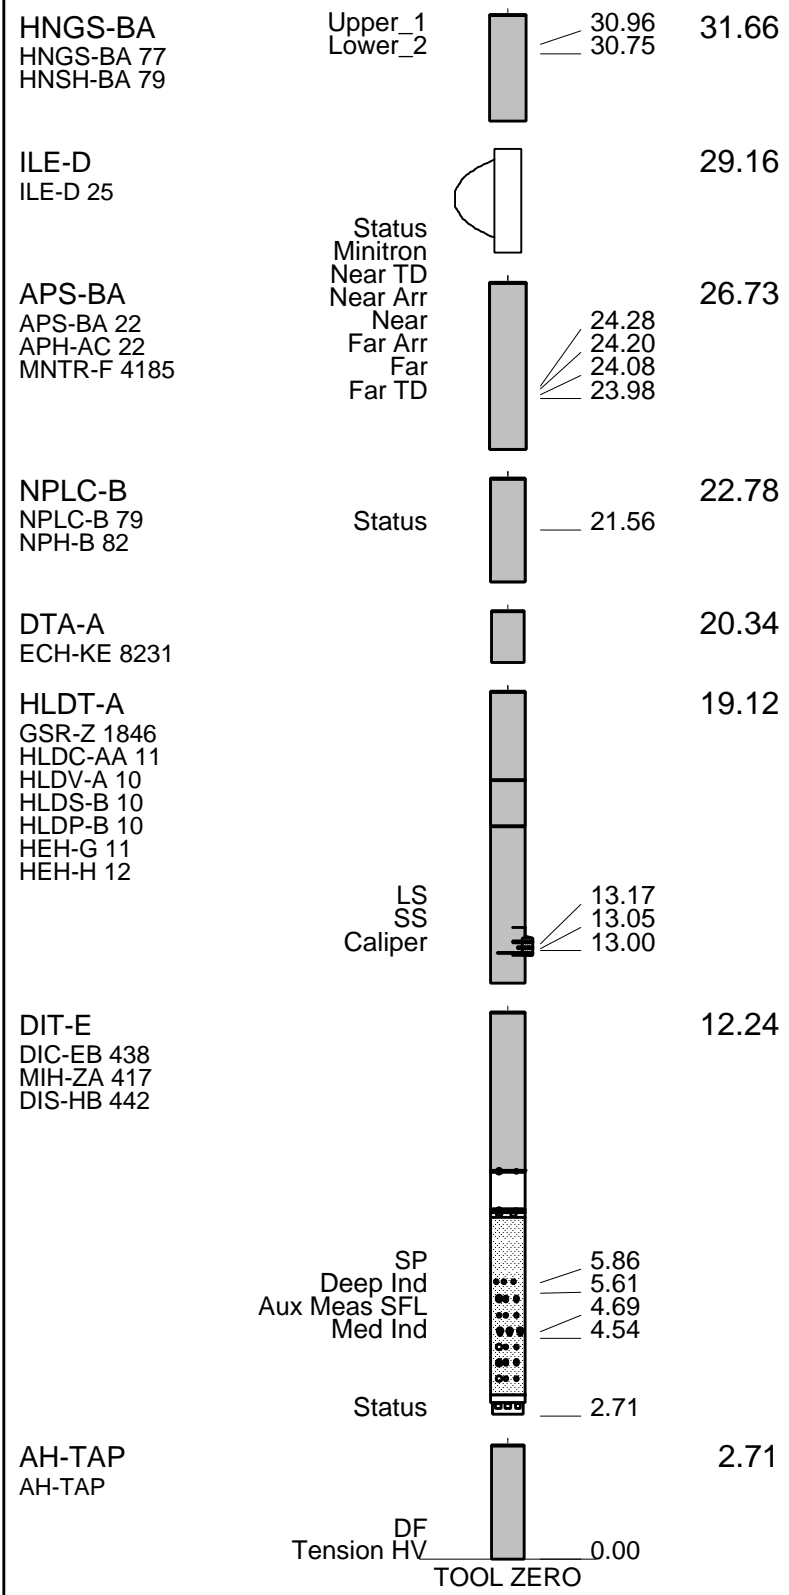 HNGS-BA Upper_1 30.96 31.66
HNGS-BA 77 Lower_2 30.75
HNSH-BA 79
ILE-D 29.16
ILE-D 25
Status
Minitron
Near TD
APS-BA Near Arr 26.73
APS-BA 22 Near 24.28
APH-AC 22 Far Arr 24.20
MNTR-F 4185 Far 24.08
Far TD 23.98
NPLC-B 22.78
NPLC-B 79 Status 21.56
NPH-B 82
DTA-A 20.34
ECH-KE 8231
HLDT-A 19.12
GSR-Z 1846
HLDC-AA 11
HLDV-A 10
HLDS-B 10
HLDP-B 10
HEH-G 11
HEH-H 12
LS 13.17
SS 13.05
Caliper 13.00
DIT-E 12.24
DIC-EB 438
MIH-ZA 417
DIS-HB 442
SP 5.86
Deep Ind 5.61
Aux Meas SFL 4.69
Med Ind 4.54
Status 2.71
AH-TAP 2.71
AH-TAP
DF
Tension HV 0.00
TOOL ZERO